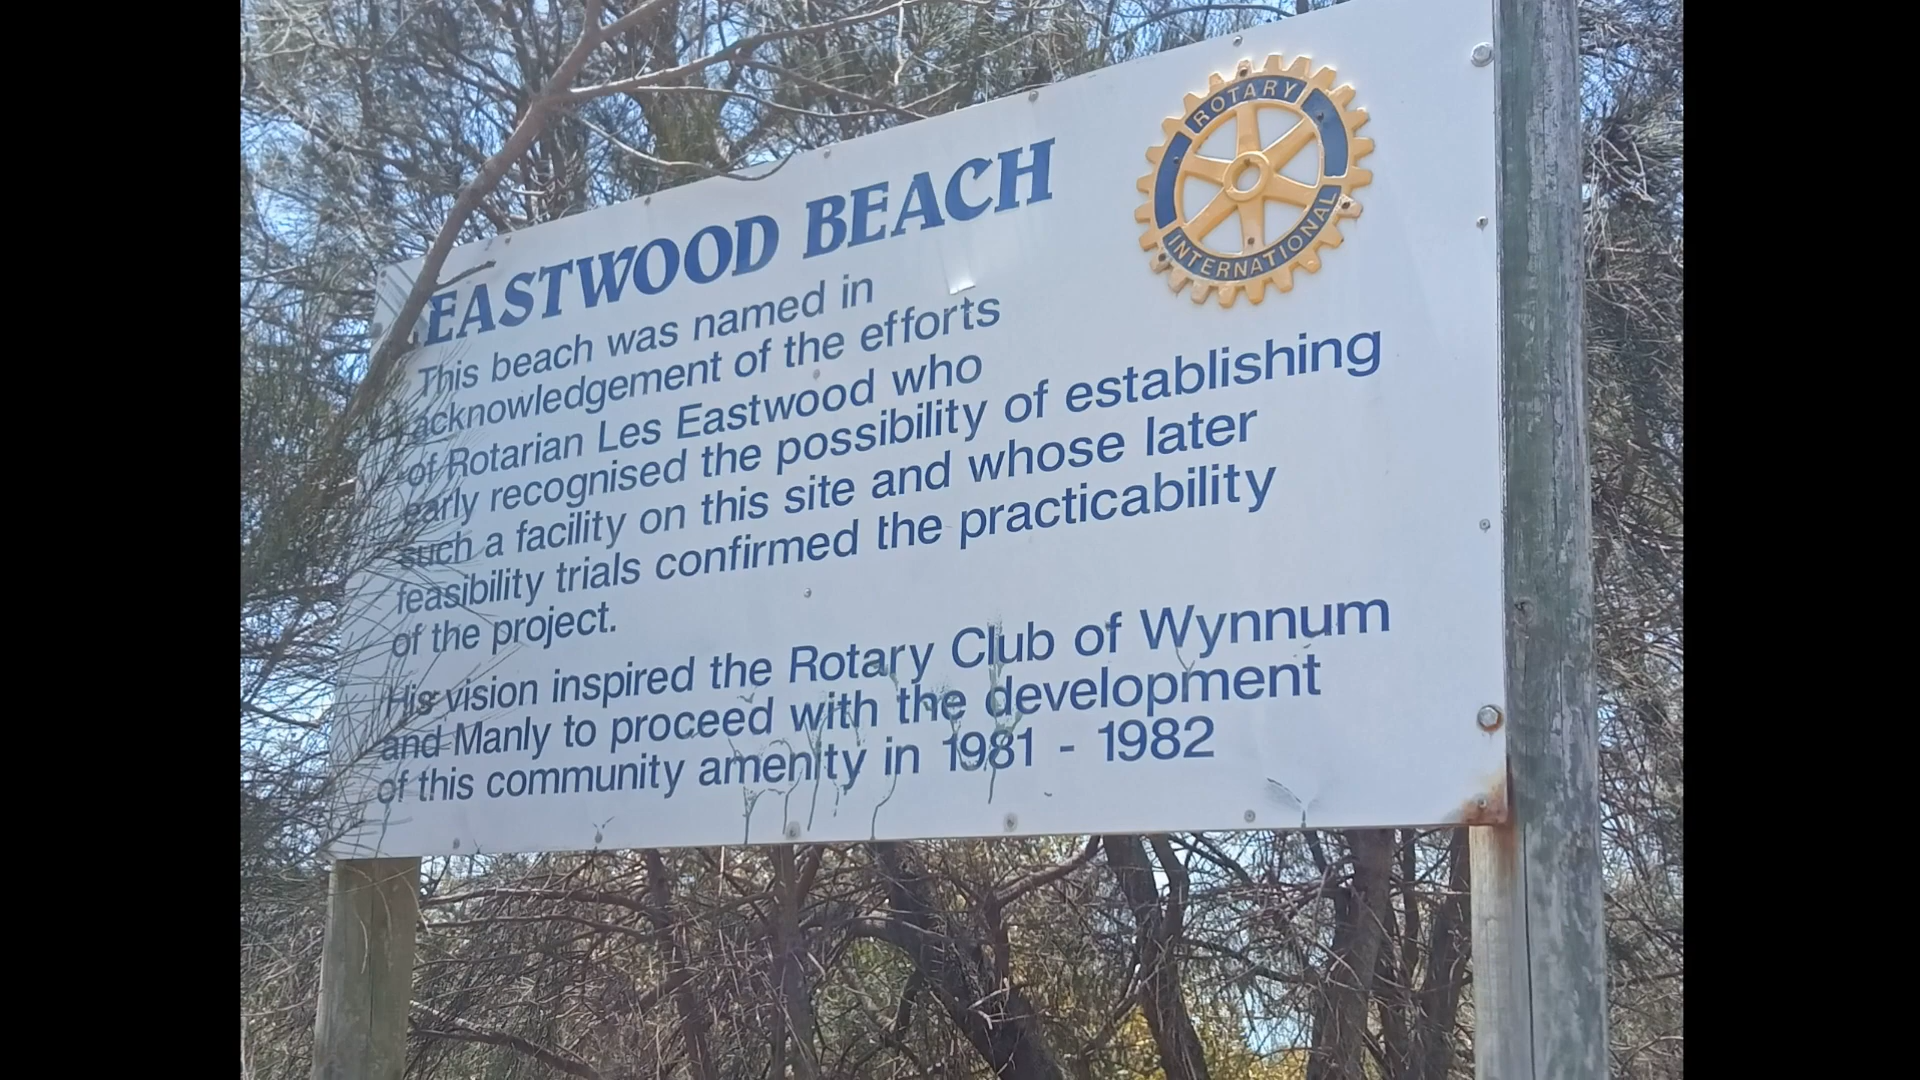 EASTWOOD BEACH
ROTARY
INTERNATIONAL
This beach was named in
acknowledgement of the efforts
of Rotarian Les Eastwood who
early recognised the possibility of establishing
such a facility on this site and whose later
feasibility trials confirmed the practicability
of the project.
His vision inspired the Rotary Club of Wynnum
and Manly to proceed with the development
of this community amenity in 1981 - 1982